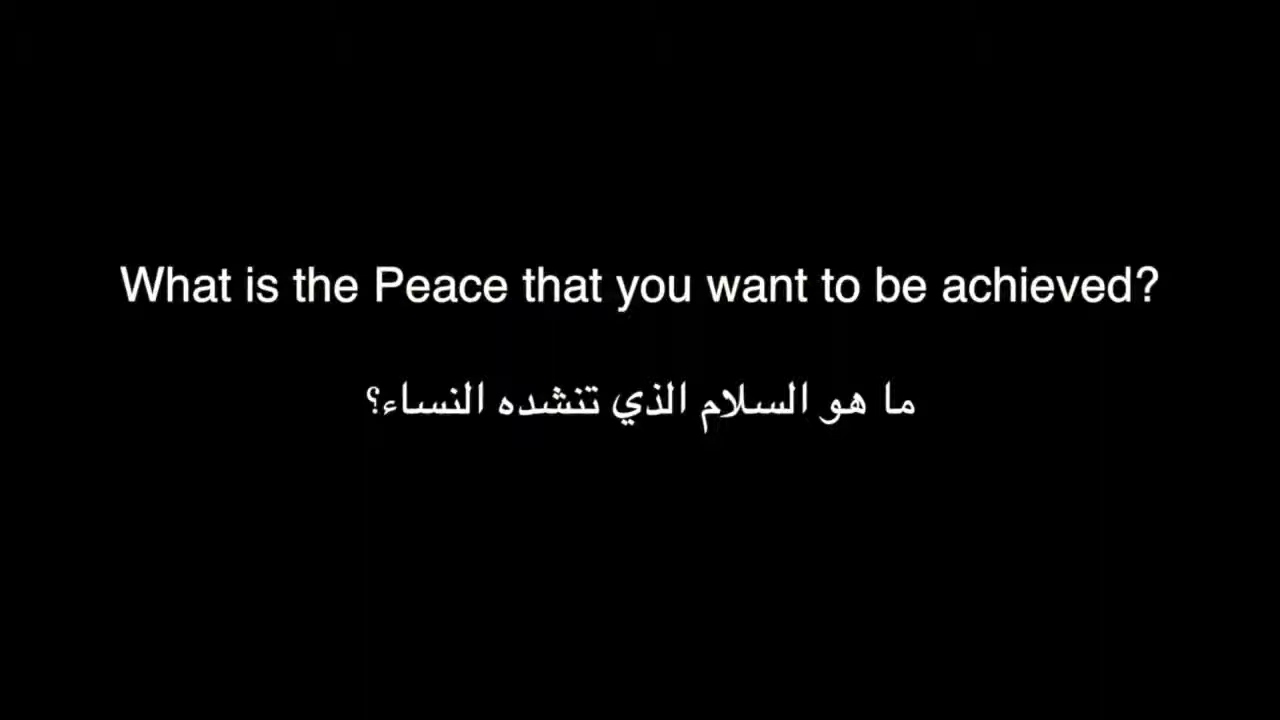 What is the Peace that you want to be achieved?
ما هو السلام الذي تنشده النساء؟